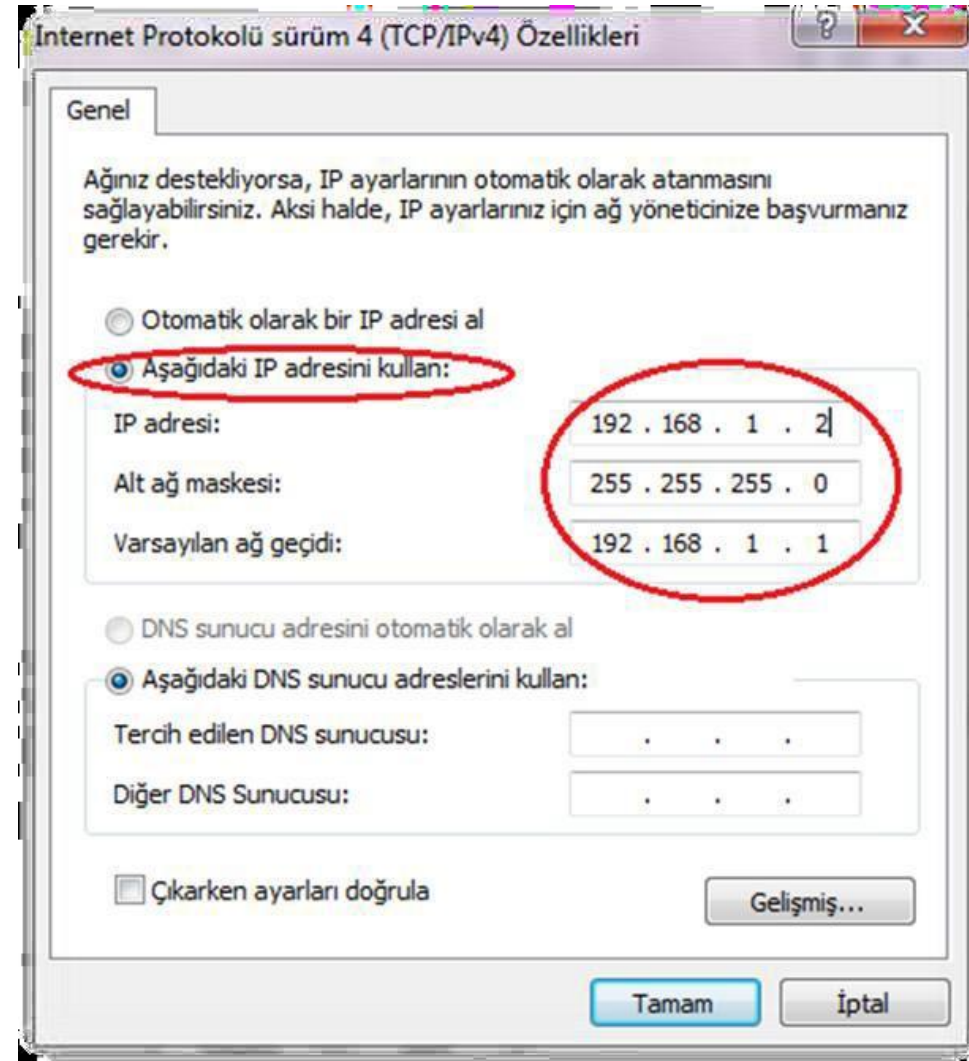 İnternet Protokolü sürüm 4 (TCP/IPv4) Özellikleri
Genel
Ağınız destekliyorsa, IP ayarlarının otomatik olarak atanmasını
sağlayabilirsiniz. Aksi halde, IP ayarlarınız için ağ yöneticinize başvurmanız
gerekir.
Otomatik olarak bir IP adresi al
Aşağıdaki IP adresini kullan:
IP adresi: 192 . 168 . 1 . 2
Alt ağ maskesi: 255 . 255 . 255 . 0
Varsayılan ağ geçidi: 192 . 168 . 1 . 1
DNS sunucu adresini otomatik olarak al
Aşağıdaki DNS sunucu adreslerini kullan:
Tercih edilen DNS sunucusu: . . .
Diğer DNS Sunucusu: . . .
Çıkarken ayarları doğrula
Gelişmiş...
Tamam İptal